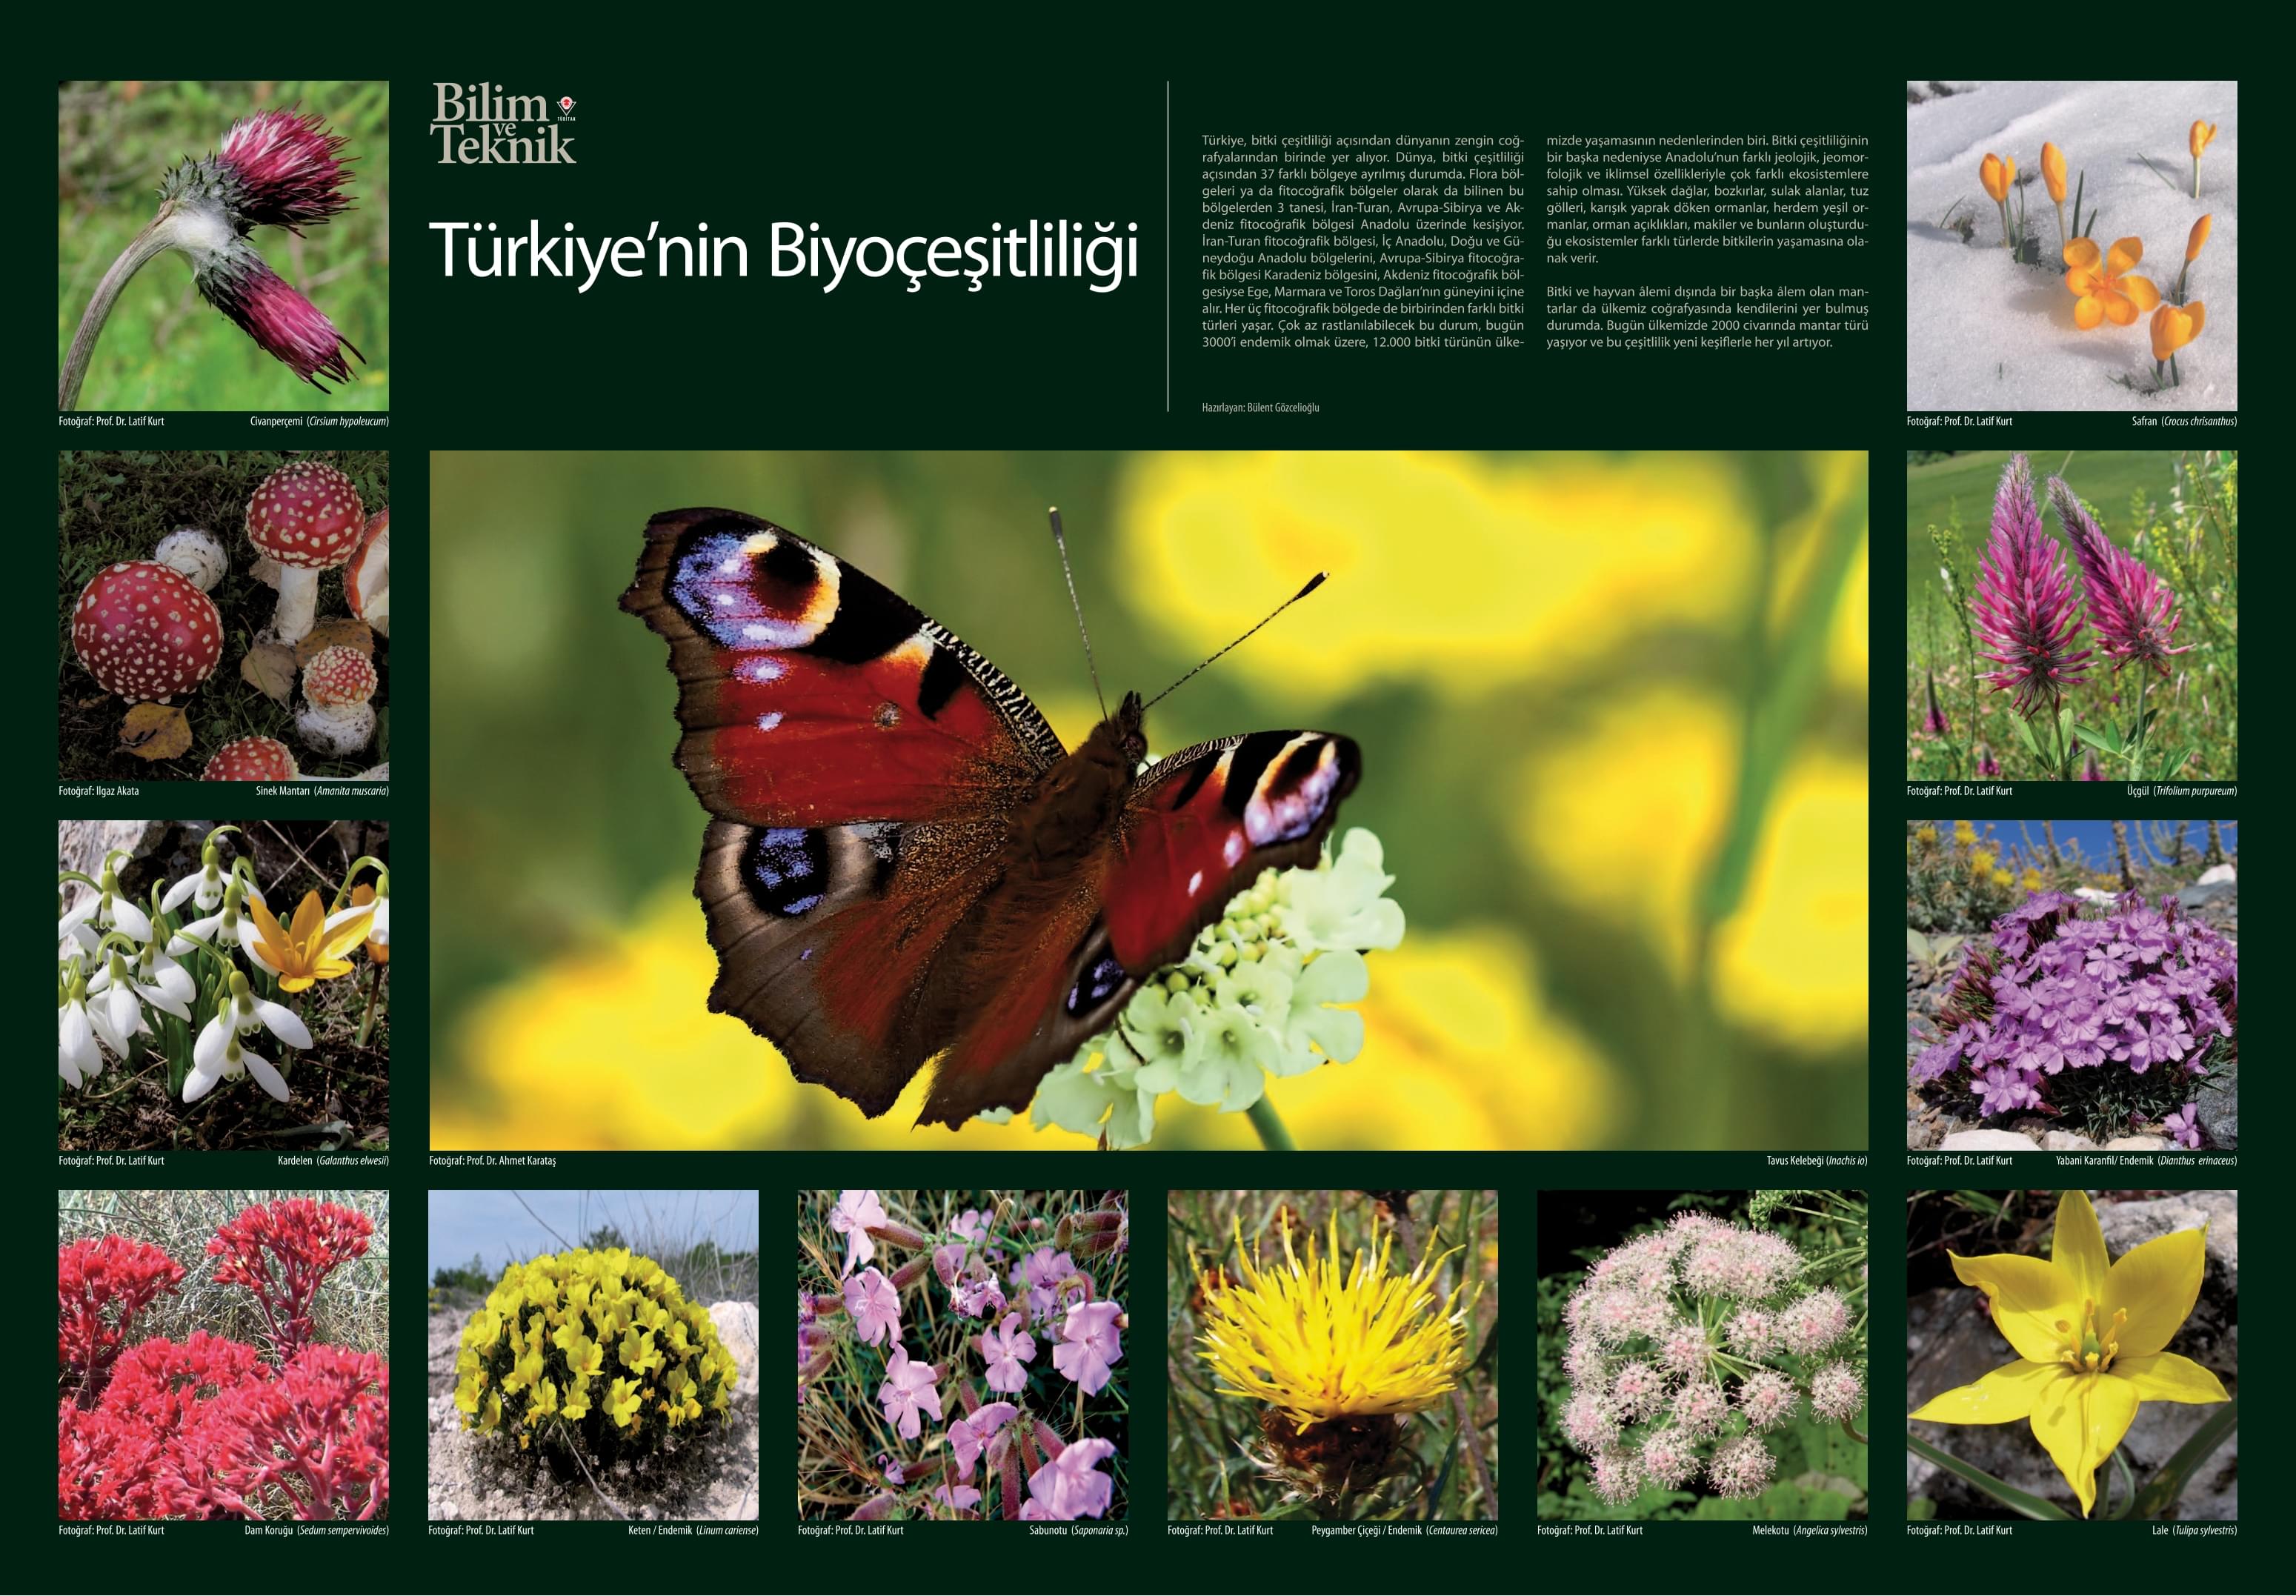 Bilim
ve
Teknik
TÜBİTAK
Türkiye'nin Biyoçeşitliliği
Türkiye, bitki çeşitliliği açısından dünyanın zengin coğ-
rafyalarından birinde yer alıyor. Dünya, bitki çeşitliliği
açısından 37 farklı bölgeye ayrılmış durumda. Flora böl-
geleri ya da fitocoğrafik bölgeler olarak da bilinen bu
bölgelerden 3 tanesi, İran-Turan, Avrupa-Sibirya ve Ak-
deniz fitocoğrafik bölgesi Anadolu üzerinde kesişiyor.
İran-Turan fitocoğrafik bölgesi, İç Anadolu, Doğu ve Gü-
neydoğu Anadolu bölgelerini, Avrupa-Sibirya fitocoğra-
fik bölgesi Karadeniz bölgesini, Akdeniz fitocoğrafik böl-
gesiyse Ege, Marmara ve Toros Dağları'nın güneyini içine
alır. Her üç fitocoğrafik bölgede de birbirinden farklı bitki
türleri yaşar. Çok az rastlanılabilecek bu durum, bugün
3000'i endemik olmak üzere, 12.000 bitki türünün ülke-
mizde yaşamasının nedenlerinden biri. Bitki çeşitliliğinin
bir başka nedeniyse Anadolu'nun farklı jeolojik, jeomor-
folojik ve iklimsel özellikleriyle çok farklı ekosistemlere
sahip olması. Yüksek dağlar, bozkırlar, sulak alanlar, tuz
gölleri, karışık yaprak döken ormanlar, herdem yeşil or-
manlar, orman açıklıkları, makiler ve bunların oluşturdu-
ğu ekosistemler farklı türlerde bitkilerin yaşamasına ola-
nak verir.
Bitki ve hayvan âlemi dışında bir başka âlem olan man-
tarlar da ülkemiz coğrafyasında kendilerini yer bulmuş
durumda. Bugün ülkemizde 2000 civarında mantar türü
yaşıyor ve bu çeşitlilik yeni keşiflerle her yıl artıyor.
Hazırlayan: Bülent Gözcelioğlu
Fotoğraf: Prof. Dr. Latif Kurt Civanperçemi (Cirsium hypoleucum)
Fotoğraf: Prof. Dr. Latif Kurt Safran (Crocus chrisanthus)
Fotoğraf: Ilgaz Akata Sinek Mantarı (Amanita muscaria)
Fotoğraf: Prof. Dr. Latif Kurt Üçgül (Trifolium purpureum)
Fotoğraf: Prof. Dr. Latif Kurt Kardelen (Galanthus elwesii)
Fotoğraf: Prof. Dr. Ahmet Karataş Tavus Kelebeği (Inachis io)
Fotoğraf: Prof. Dr. Latif Kurt Yabani Karanfil/ Endemik (Dianthus erinaceus)
Fotoğraf: Prof. Dr. Latif Kurt Dam Koruğu (Sedum sempervivoides)
Fotoğraf: Prof. Dr. Latif Kurt Keten / Endemik (Linum cariense)
Fotoğraf: Prof. Dr. Latif Kurt Sabunotu (Saponaria sp.)
Fotoğraf: Prof. Dr. Latif Kurt Peygamber Çiçeği / Endemik (Centaurea sericea)
Fotoğraf: Prof. Dr. Latif Kurt Melekotu (Angelica sylvestris)
Fotoğraf: Prof. Dr. Latif Kurt Lale (Tulipa sylvestris)